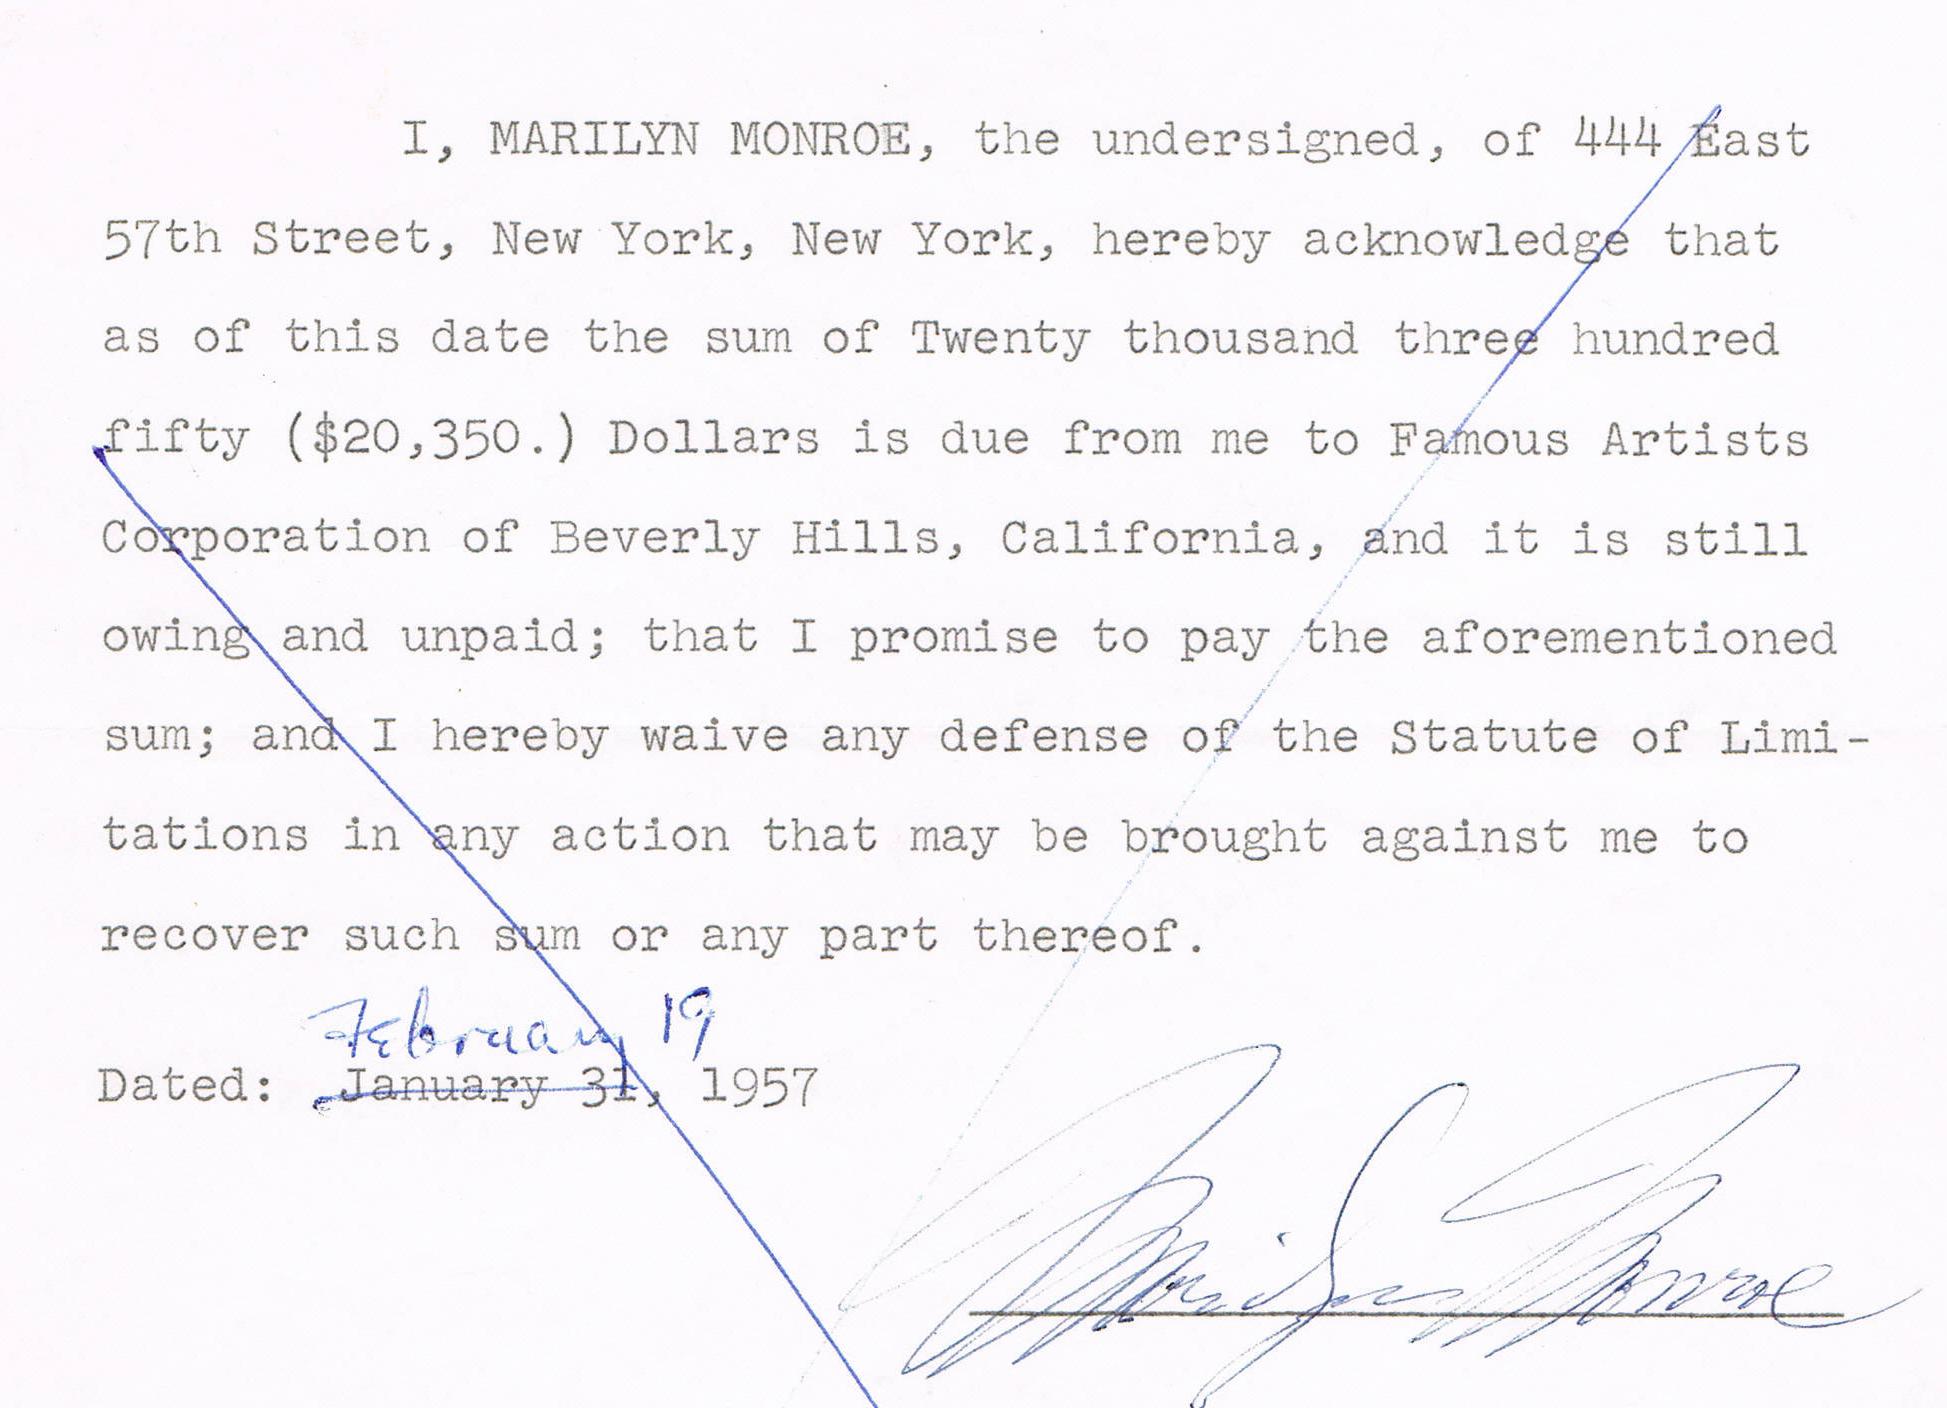 I, MARILYN MONROE, the undersigned, of 444 East
57th Street, New York, New York, hereby acknowledge that
as of this date the sum of Twenty thousand three hundred
fifty ($20,350.) Dollars is due from me to Famous Artists
Corporation of Beverly Hills, California, and it is still
owing and unpaid; that I promise to pay the aforementioned
sum; and I hereby waive any defense of the Statute of Limi-
tations in any action that may be brought against me to
recover such sum or any part thereof.
February 19
Dated: January 31, 1957
Marilyn Monroe